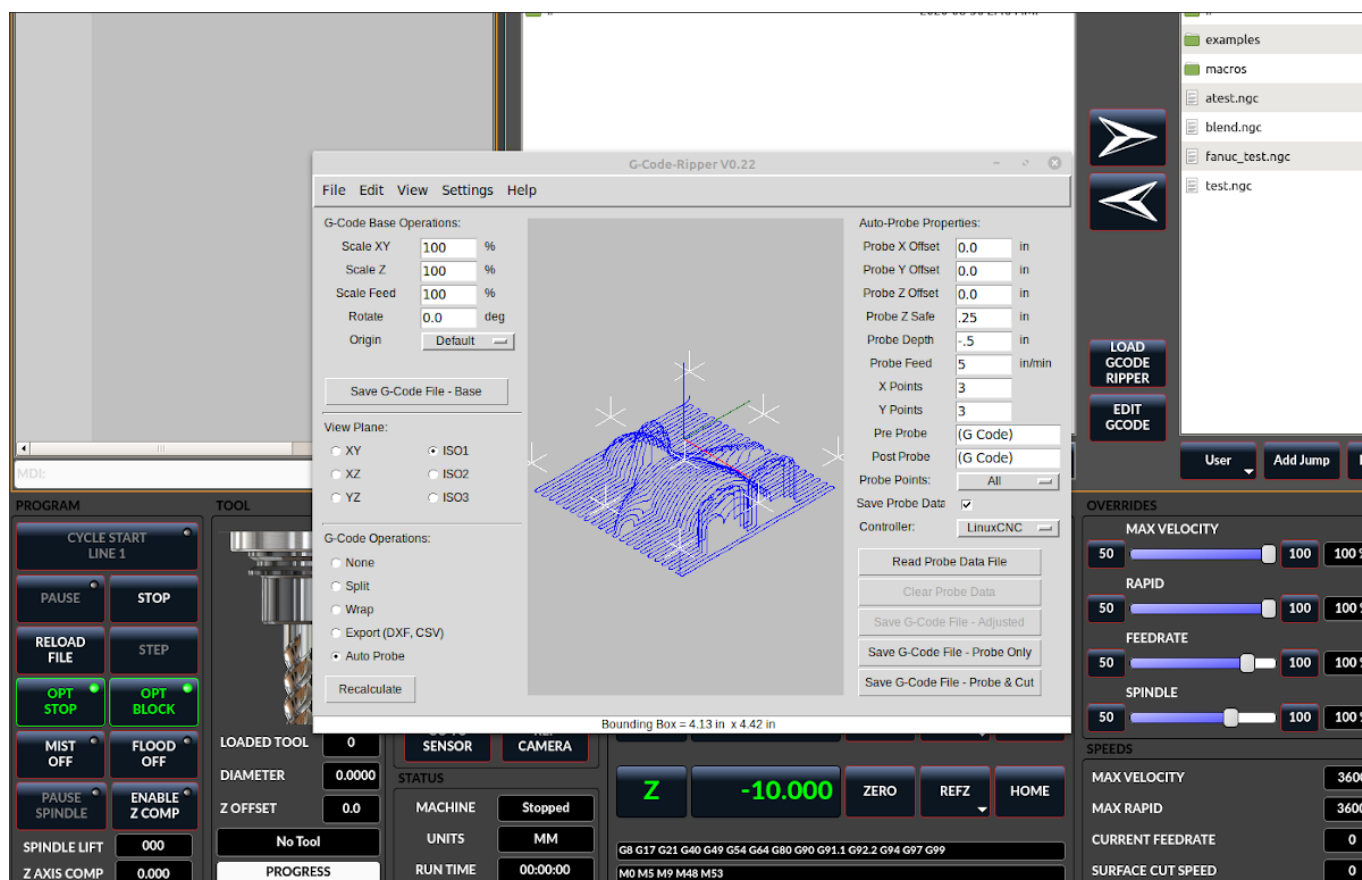 examples
macros
atest.ngc
blend.ngc
fanuc_test.ngc
test.ngc
LOAD GCODE RIPPER
EDIT GCODE
User
Add Jump
G-Code-Ripper V0.22
File Edit View Settings Help
G-Code Base Operations:
Scale XY 100 %
Scale Z 100 %
Scale Feed 100 %
Rotate 0.0 deg
Origin Default
Save G-Code File - Base
View Plane:
XY ISO1
XZ ISO2
YZ ISO3
G-Code Operations:
None
Split
Wrap
Export (DXF, CSV)
Auto Probe
Recalculate
Auto-Probe Properties:
Probe X Offset 0.0 in
Probe Y Offset 0.0 in
Probe Z Offset 0.0 in
Probe Z Safe .25 in
Probe Depth -.5 in
Probe Feed 5 in/min
X Points 3
Y Points 3
Pre Probe (G Code)
Post Probe (G Code)
Probe Points: All
Save Probe Data
Controller: LinuxCNC
Read Probe Data File
Clear Probe Data
Save G-Code File - Adjusted
Save G-Code File - Probe Only
Save G-Code File - Probe & Cut
Bounding Box = 4.13 in x 4.42 in
MDI:
PROGRAM
CYCLE START
LINE 1
PAUSE STOP
RELOAD FILE STEP
OPT STOP OPT BLOCK
MIST OFF FLOOD OFF
PAUSE SPINDLE ENABLE Z COMP
SPINDLE LIFT 000
Z AXIS COMP 0.000
TOOL
LOADED TOOL 0
DIAMETER 0.0000
Z OFFSET 0.0
No Tool
PROGRESS
SENSOR
CAMERA
STATUS
MACHINE Stopped
UNITS MM
RUN TIME 00:00:00
Z -10.000 ZERO REFZ HOME
G8 G17 G21 G40 G49 G54 G64 G80 G90 G91.1 G92.2 G94 G97 G99
M0 M5 M9 M48 M53
OVERRIDES
MAX VELOCITY
50 100 100 %
RAPID
50 100 100
FEEDRATE
50 100 100
SPINDLE
50 100 100
SPEEDS
MAX VELOCITY 3600
MAX RAPID 3600
CURRENT FEEDRATE 0
SURFACE CUT SPEED 0